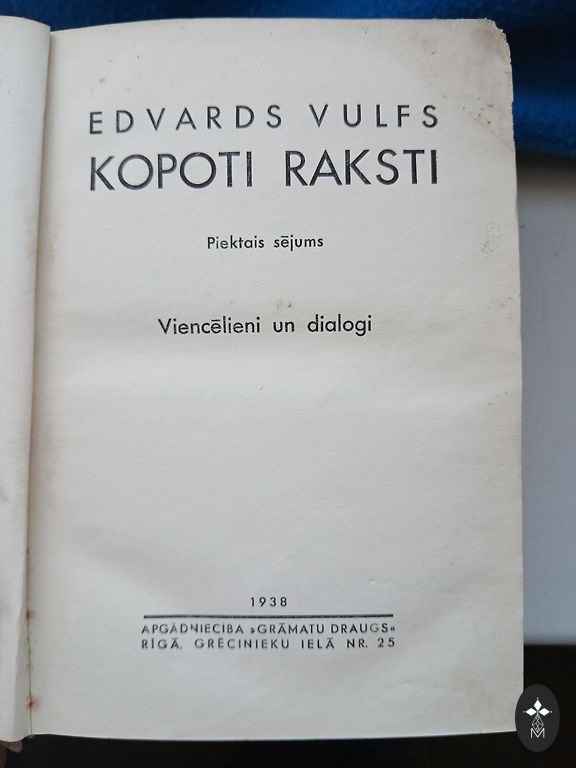 EDVARDS VULFS
KOPOTI RAKSTI
Piektais sējums
Viencēlieni un dialogi
1938
APGĀDNIECĪBA »GRĀMATU DRAUGS«
RĪGĀ, GRĒCINIEKU IELĀ NR. 25
M